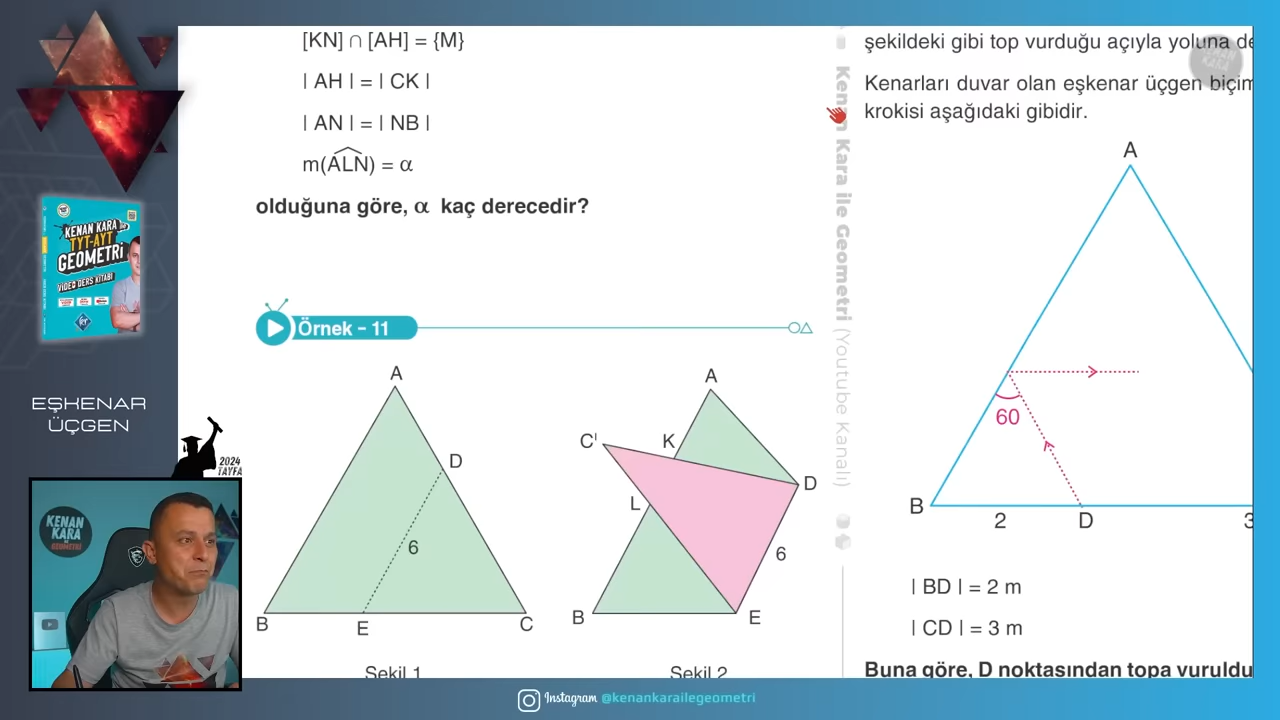 [KN] ∩ [AH] = {M}
| AH | = | CK |
| AN | = | NB |
m(ALN) = α
olduğuna göre, α kaç derecedir?
Örnek - 11
A
D
6
B
E
C
Şekil 1
A
C'
K
D
L
6
B
E
Şekil 2
Kenan Kara ile Geometri (Youtube Kanalı)
şekildeki gibi top vurduğu açıyla yoluna de
Kenarları duvar olan eşkenar üçgen biçim
krokisi aşağıdaki gibidir.
A
60
B
2
D
3
| BD | = 2 m
| CD | = 3 m
Buna göre, D noktasından topa vuruldu
KENAN KARA
TYT-AYT
GEOMETRİ
VİDEO DERS KİTABI
EŞKENAR
ÜÇGEN
2024
TAYFA
KENAN
KARA
GEOMETRİ
Instagram @kenankarailegeometri